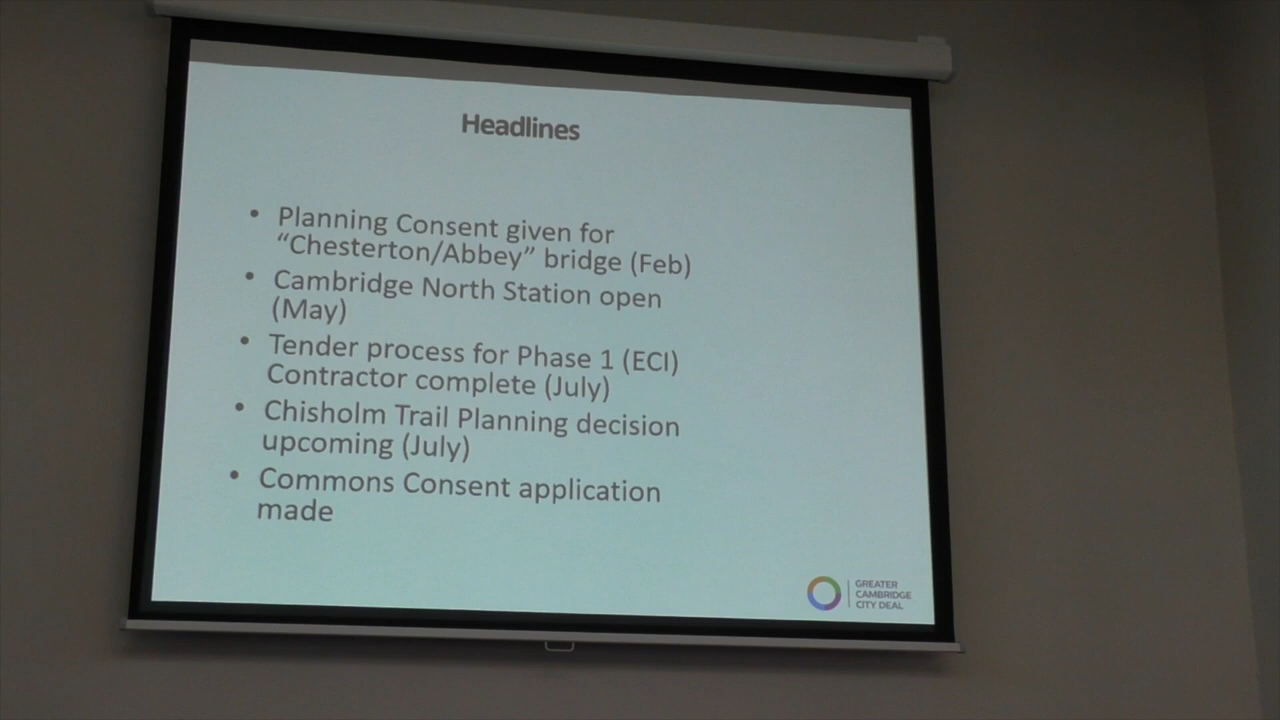 Headlines
• Planning Consent given for
“Chesterton/Abbey” bridge (Feb)
• Cambridge North Station open
(May)
• Tender process for Phase 1 (ECI)
Contractor complete (July)
• Chisholm Trail Planning decision
upcoming (July)
• Commons Consent application
made
GREATER
CAMBRIDGE
CITY DEAL